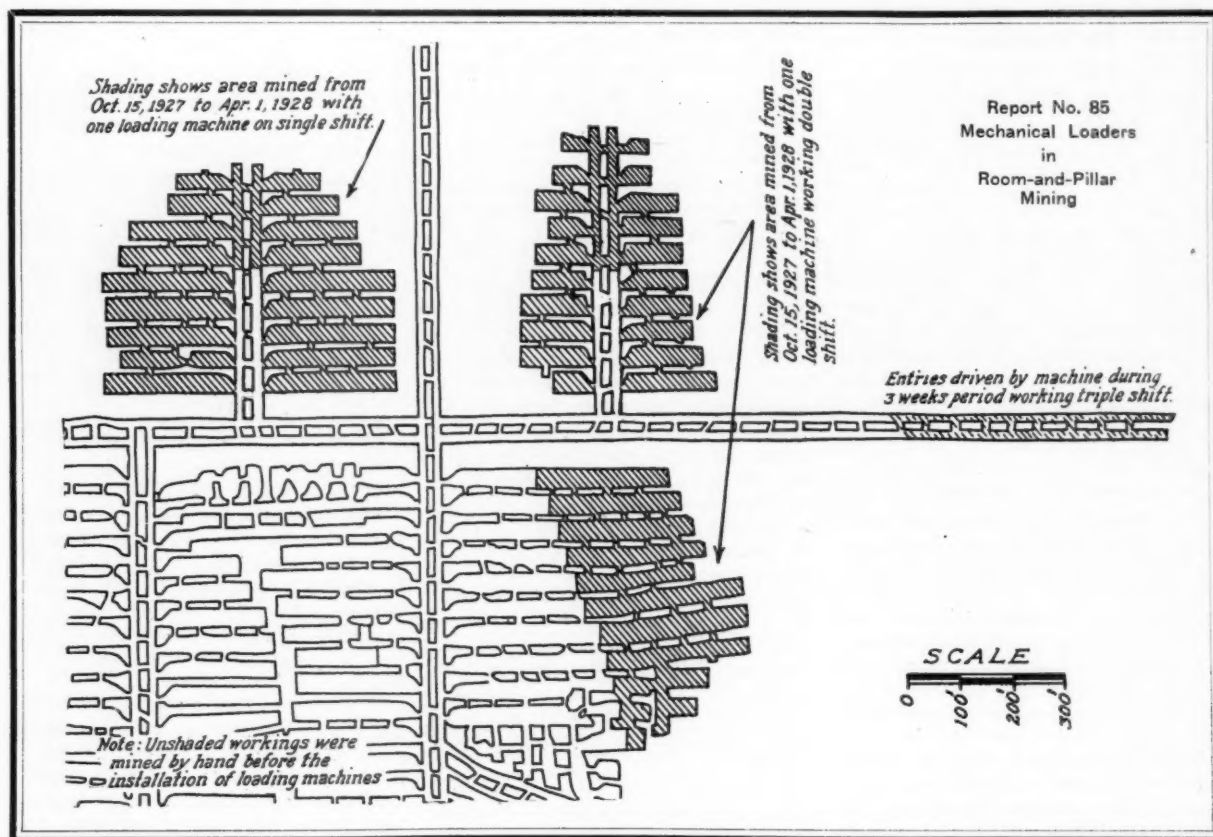 Shading shows area mined from
Oct. 15, 1927 to Apr. 1, 1928 with
one loading machine on single shift.
Shading shows area mined from
Oct. 15, 1927 to Apr. 1, 1928 with one
loading machine working double
shift.
Report No. 85
Mechanical Loaders
in
Room-and-Pillar
Mining
Entries driven by machine during
3 weeks period working triple shift.
SCALE
0 100' 200' 300'
Note: Unshaded workings were
mined by hand before the
installation of loading machines